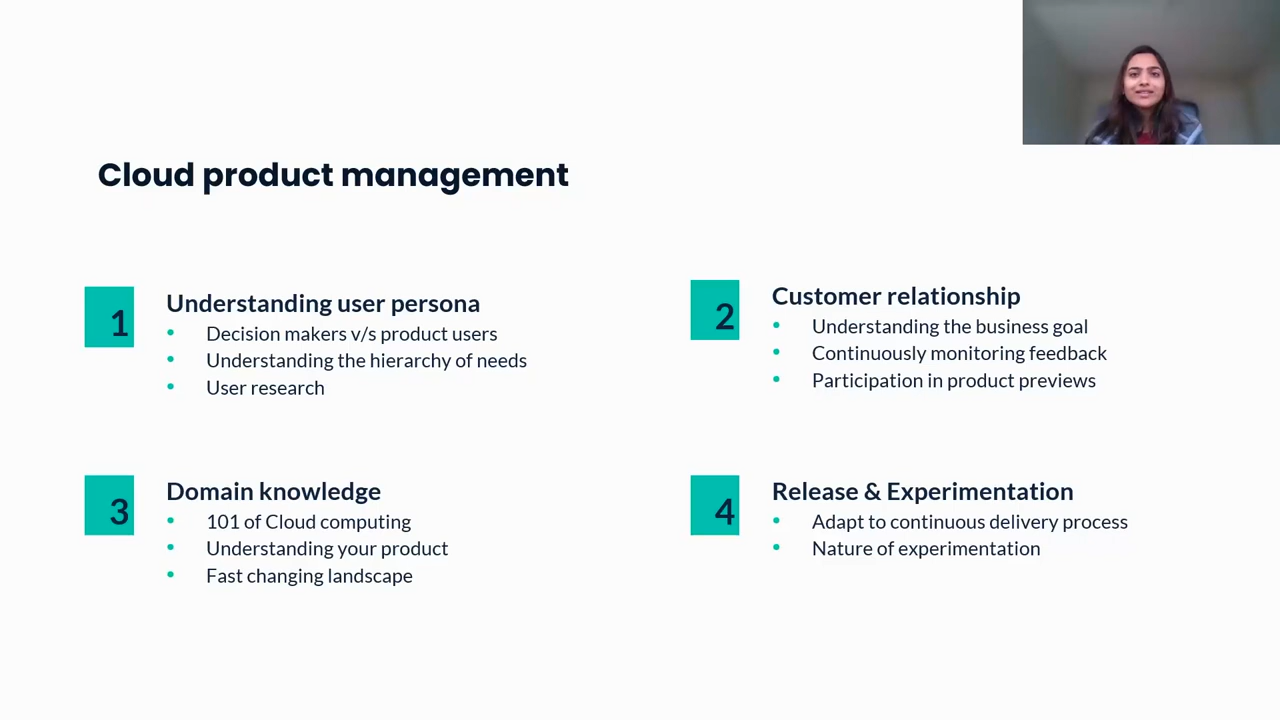 Cloud product management
1
Understanding user persona
• Decision makers v/s product users
• Understanding the hierarchy of needs
• User research
2
Customer relationship
• Understanding the business goal
• Continuously monitoring feedback
• Participation in product previews
3
Domain knowledge
• 101 of Cloud computing
• Understanding your product
• Fast changing landscape
4
Release & Experimentation
• Adapt to continuous delivery process
• Nature of experimentation